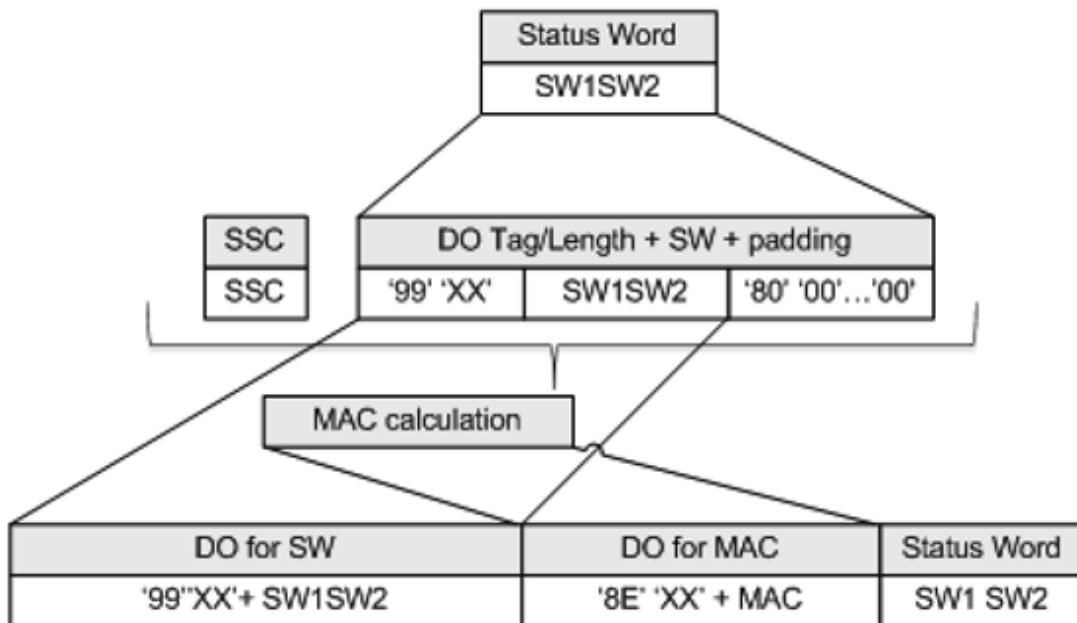 Status Word
SW1SW2
SSC DO Tag/Length + SW + padding
SSC ‘99’ ‘XX’ SW1SW2 ‘80’ ‘00’…’00’
MAC calculation
DO for SW DO for MAC Status Word
‘99’’XX’+ SW1SW2 ‘8E’ ‘XX’ + MAC SW1 SW2